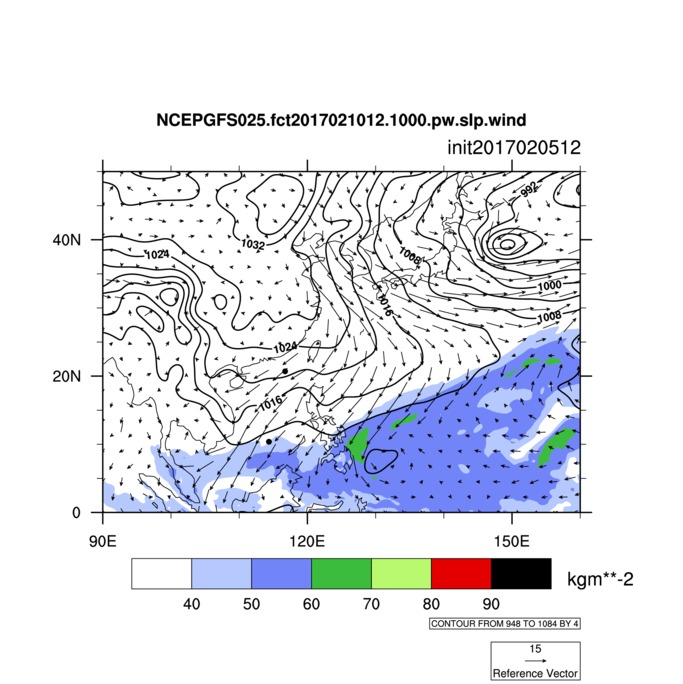 NCEPGFS025.fct2017021012.1000.pw.slp.wind
init2017020512
992
1032
1024
40N
1008
1000
1016
1008
1024
20N
1016
0
90E 120E 150E
kgm**-2
40 50 60 70 80 90
CONTOUR FROM 948 TO 1084 BY 4
15
Reference Vector